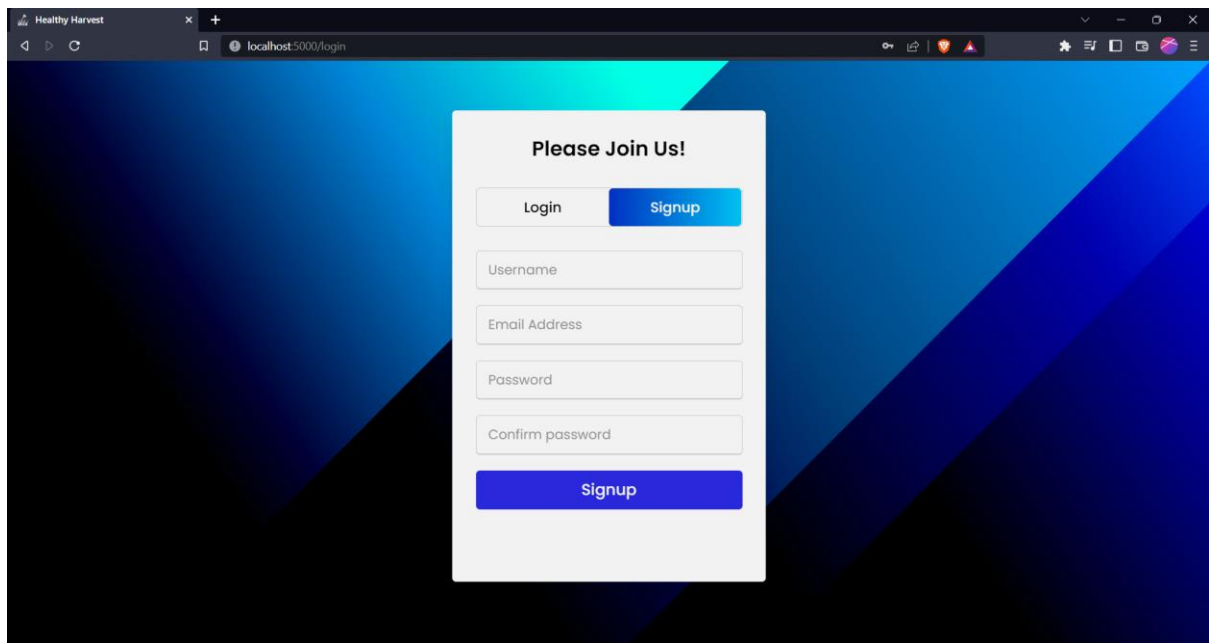 Healthy Harvest
localhost:5000/login
Please Join Us!
Login Signup
Username
Email Address
Password
Confirm password
Signup